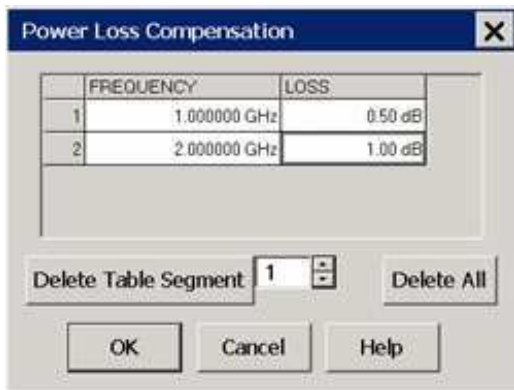 Power Loss Compensation
FREQUENCY LOSS
1 1.000000 GHz 0.50 dB
2 2.000000 GHz 1.00 dB
Delete Table Segment 1 Delete All
OK Cancel Help